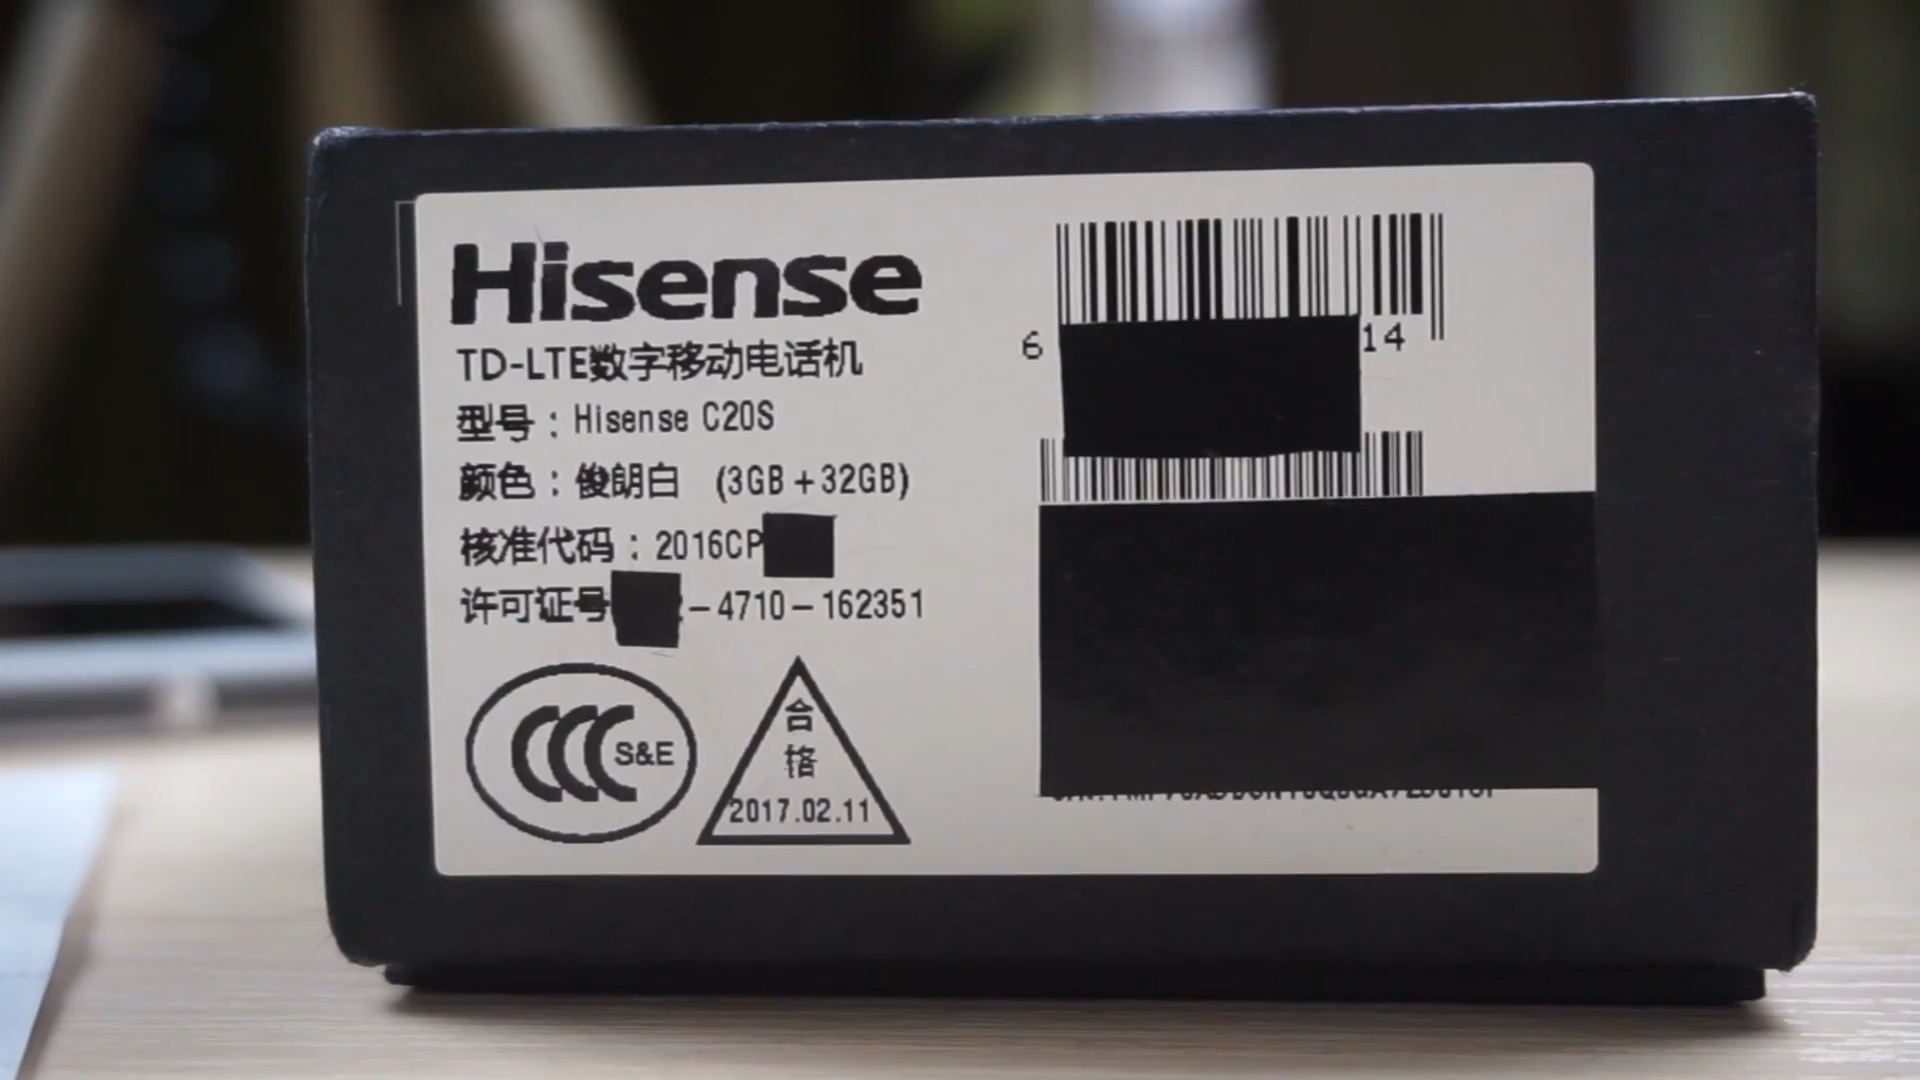 Hisense
TD-LTE数字移动电话机
型号：Hisense C20S
颜色：俊朗白 (3GB+32GB)
核准代码：2016CP
许可证号 -4710-162351
CCC S&E
合
格
2017.02.11
6 14